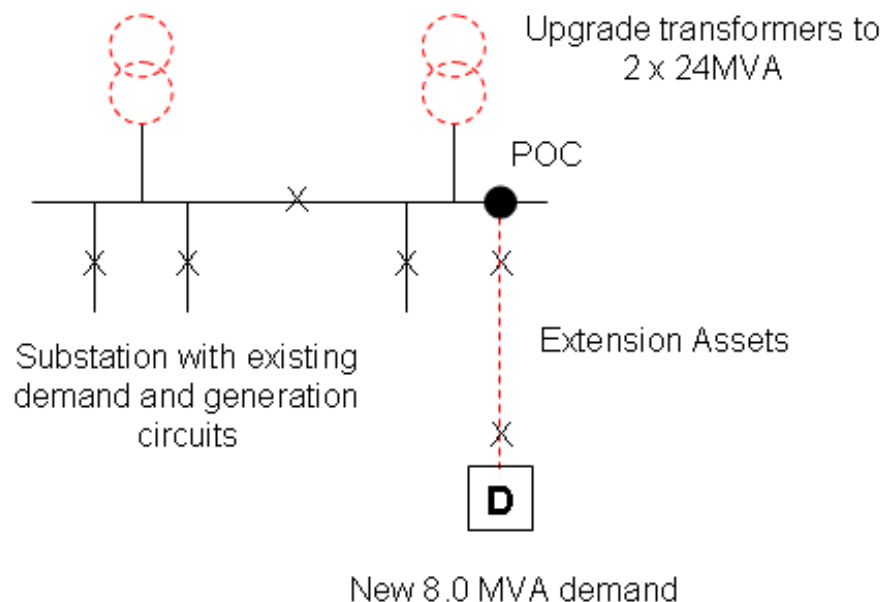 Upgrade transformers to
2 x 24MVA
POC
Extension Assets
Substation with existing
demand and generation
circuits
D
New 8.0 MVA demand